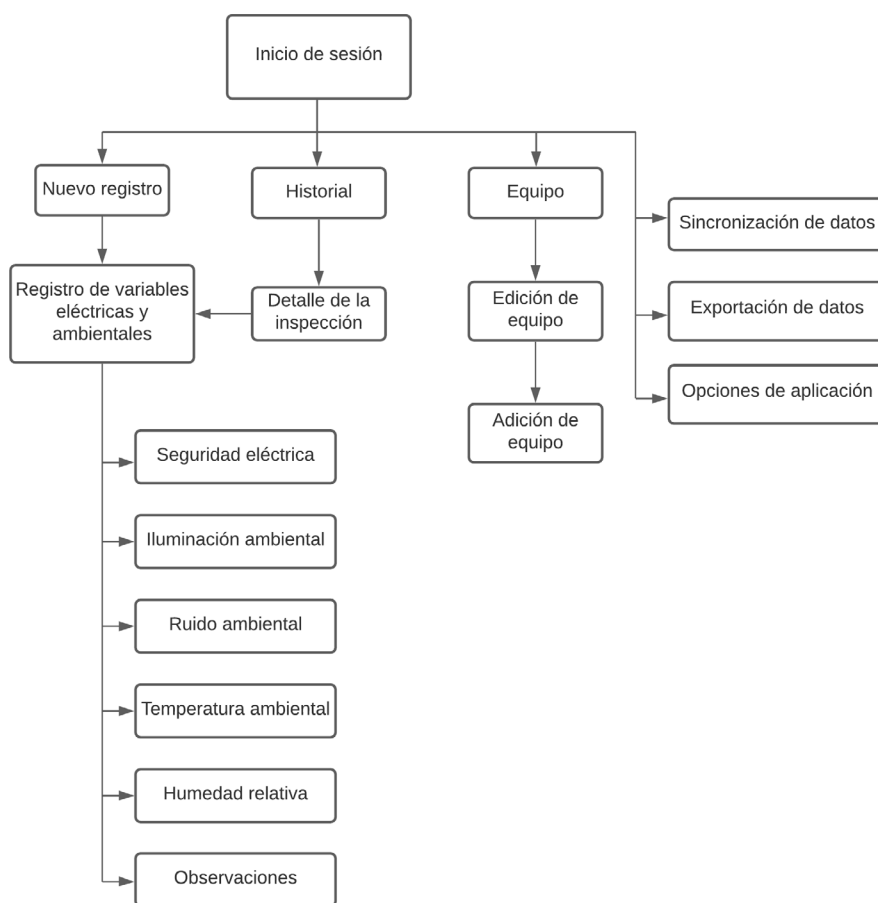 Inicio de sesión
Nuevo registro
Historial
Equipo
Sincronización de datos
Registro de variables
eléctricas y
ambientales
Detalle de la
inspección
Edición de
equipo
Exportación de datos
Opciones de aplicación
Adición de
equipo
Seguridad eléctrica
Iluminación ambiental
Ruido ambiental
Temperatura ambiental
Humedad relativa
Observaciones